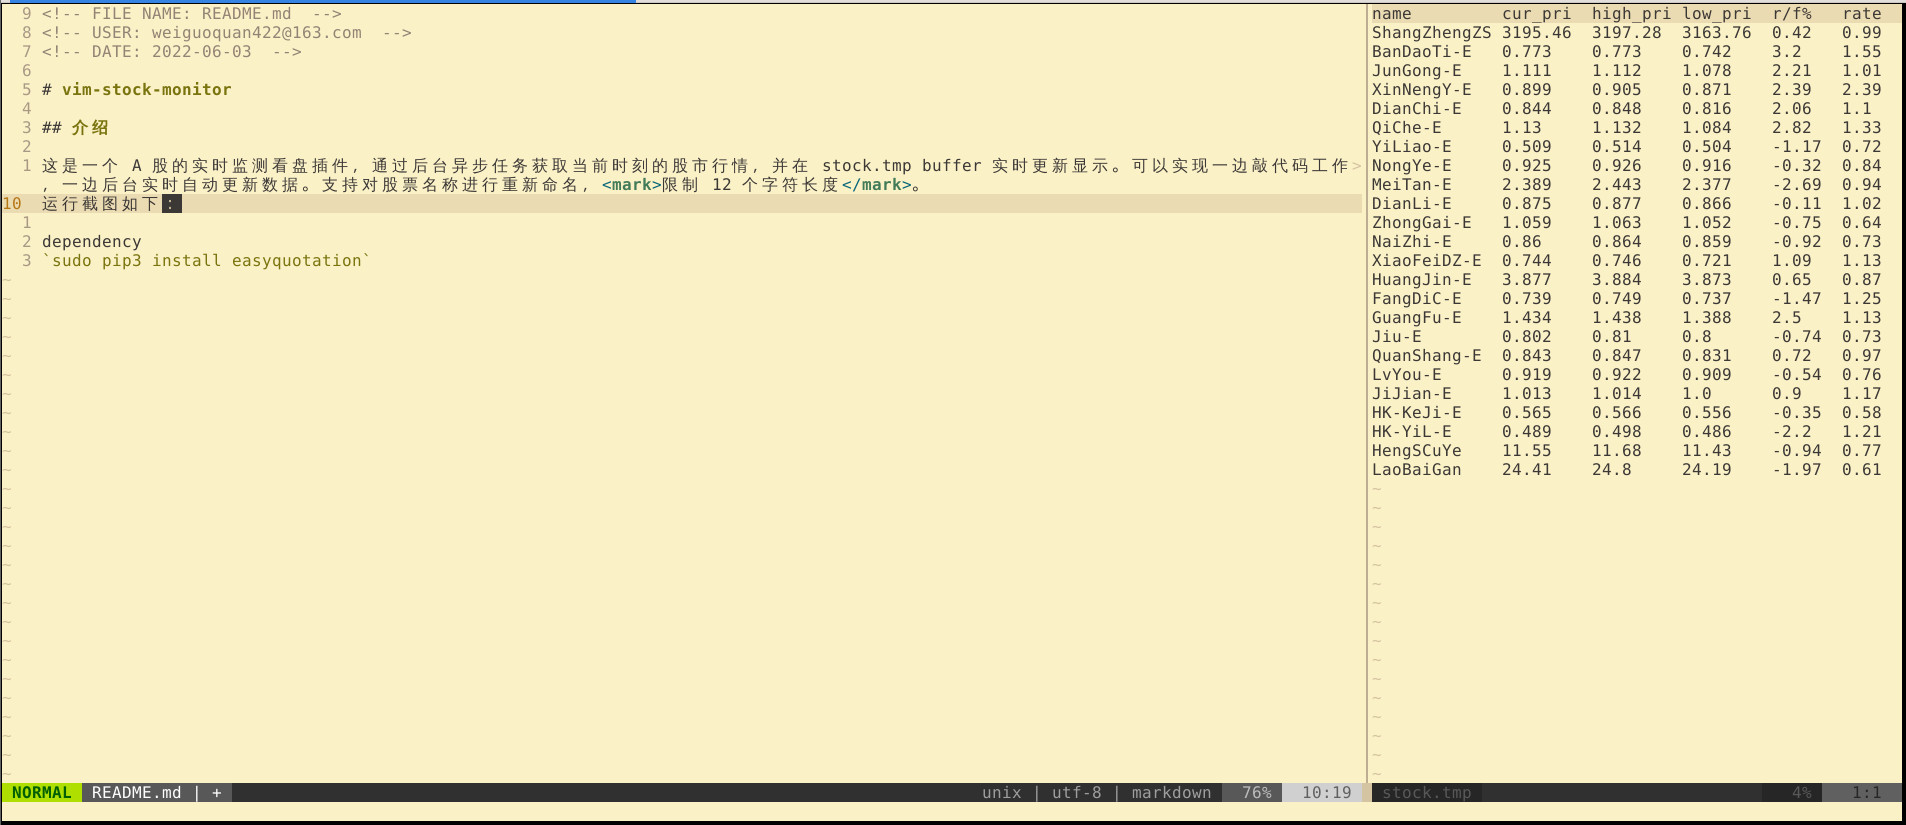 9 <!-- FILE NAME: README.md  -->
8 <!-- USER: weiguoquan422@163.com  -->
7 <!-- DATE: 2022-06-03  -->
6
5 # vim-stock-monitor
4
3 ## 介绍
2
1 这是一个 A 股的实时监测看盘插件, 通过后台异步任务获取当前时刻的股市行情, 并在 stock.tmp buffer 实时更新显示。可以实现一边敲代码工作>
, 一边后台实时自动更新数据。支持对股票名称进行重新命名, <mark>限制 12 个字符长度</mark>。
10 运行截图如下:
1
2 dependency
3 `sudo pip3 install easyquotation`
NORMAL README.md | + unix | utf-8 | markdown 76% 10:19
name cur_pri high_pri low_pri r/f% rate
ShangZhengZS 3195.46 3197.28 3163.76 0.42 0.99
BanDaoTi-E 0.773 0.773 0.742 3.2 1.55
JunGong-E 1.111 1.112 1.078 2.21 1.01
XinNengY-E 0.899 0.905 0.871 2.39 2.39
DianChi-E 0.844 0.848 0.816 2.06 1.1
QiChe-E 1.13 1.132 1.084 2.82 1.33
YiLiao-E 0.509 0.514 0.504 -1.17 0.72
NongYe-E 0.925 0.926 0.916 -0.32 0.84
MeiTan-E 2.389 2.443 2.377 -2.69 0.94
DianLi-E 0.875 0.877 0.866 -0.11 1.02
ZhongGai-E 1.059 1.063 1.052 -0.75 0.64
NaiZhi-E 0.86 0.864 0.859 -0.92 0.73
XiaoFeiDZ-E 0.744 0.746 0.721 1.09 1.13
HuangJin-E 3.877 3.884 3.873 0.65 0.87
FangDiC-E 0.739 0.749 0.737 -1.47 1.25
GuangFu-E 1.434 1.438 1.388 2.5 1.13
Jiu-E 0.802 0.81 0.8 -0.74 0.73
QuanShang-E 0.843 0.847 0.831 0.72 0.97
LvYou-E 0.919 0.922 0.909 -0.54 0.76
JiJian-E 1.013 1.014 1.0 0.9 1.17
HK-KeJi-E 0.565 0.566 0.556 -0.35 0.58
HK-YiL-E 0.489 0.498 0.486 -2.2 1.21
HengSCuYe 11.55 11.68 11.43 -0.94 0.77
LaoBaiGan 24.41 24.8 24.19 -1.97 0.61
stock.tmp 4% 1:1